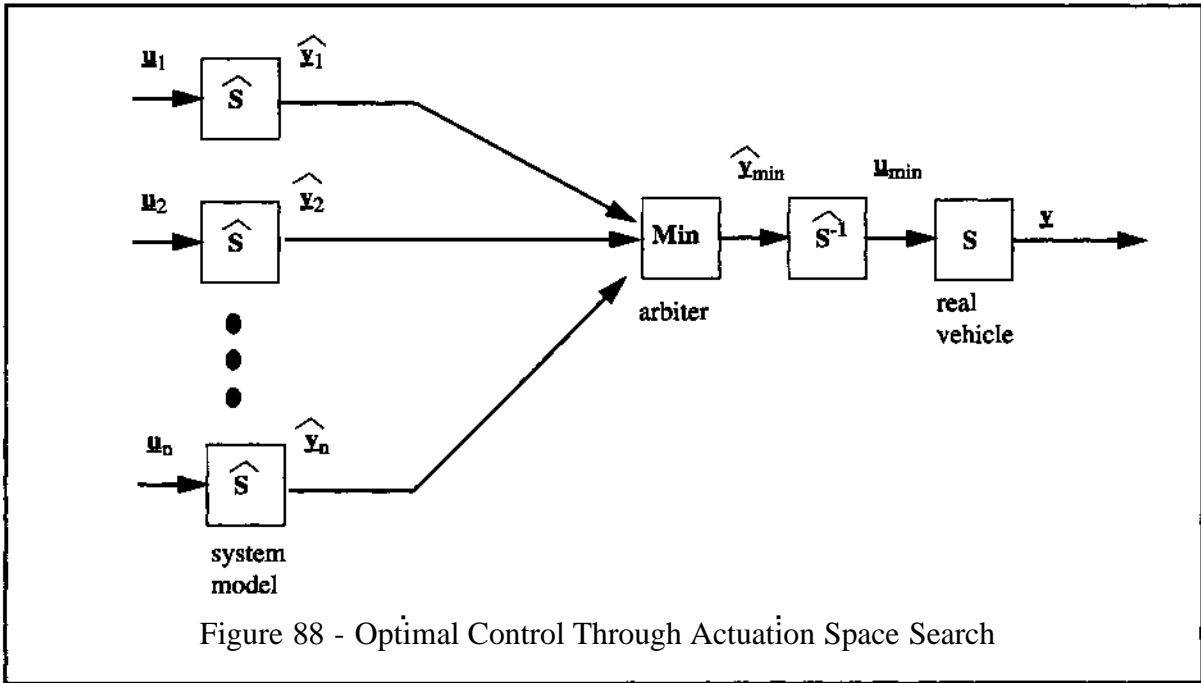 u₁ ŷ₁
Ŝ
u₂ ŷ₂
Ŝ
ŷmin umin
Min Ŝ⁻¹ S y
arbiter
real
vehicle
uₙ ŷₙ
Ŝ
system
model
Figure 88 - Optimal Control Through Actuation Space Search